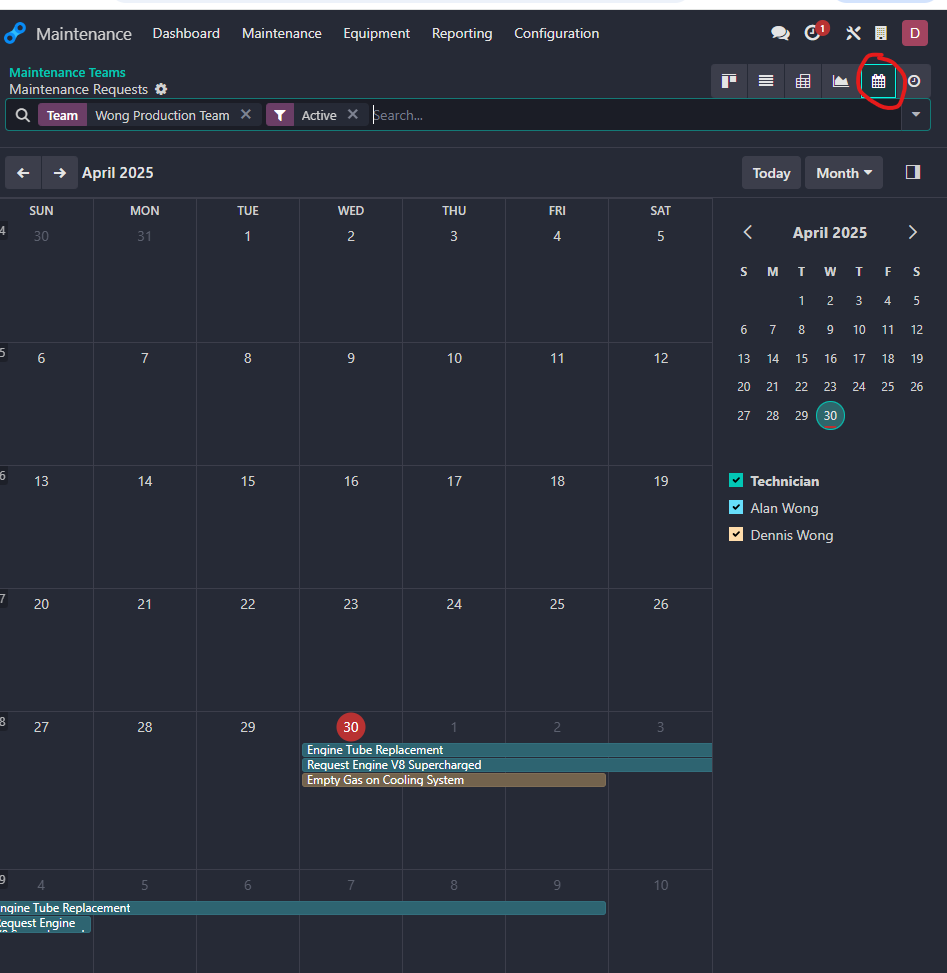 Maintenance Dashboard Maintenance Equipment Reporting Configuration 1 D
Maintenance Teams
Maintenance Requests
Team Wong Production Team Active Search...
April 2025 Today Month
SUN MON TUE WED THU FRI SAT
4 30 31 1 2 3 4 5
5 6 7 8 9 10 11 12
6 13 14 15 16 17 18 19
7 20 21 22 23 24 25 26
8 27 28 29 30 1 2 3
Engine Tube Replacement
Request Engine V8 Supercharged
Empty Gas on Cooling System
9 4 5 6 7 8 9 10
ngine Tube Replacement
equest Engine
April 2025
S M T W T F S
1 2 3 4 5
6 7 8 9 10 11 12
13 14 15 16 17 18 19
20 21 22 23 24 25 26
27 28 29 30
Technician
Alan Wong
Dennis Wong